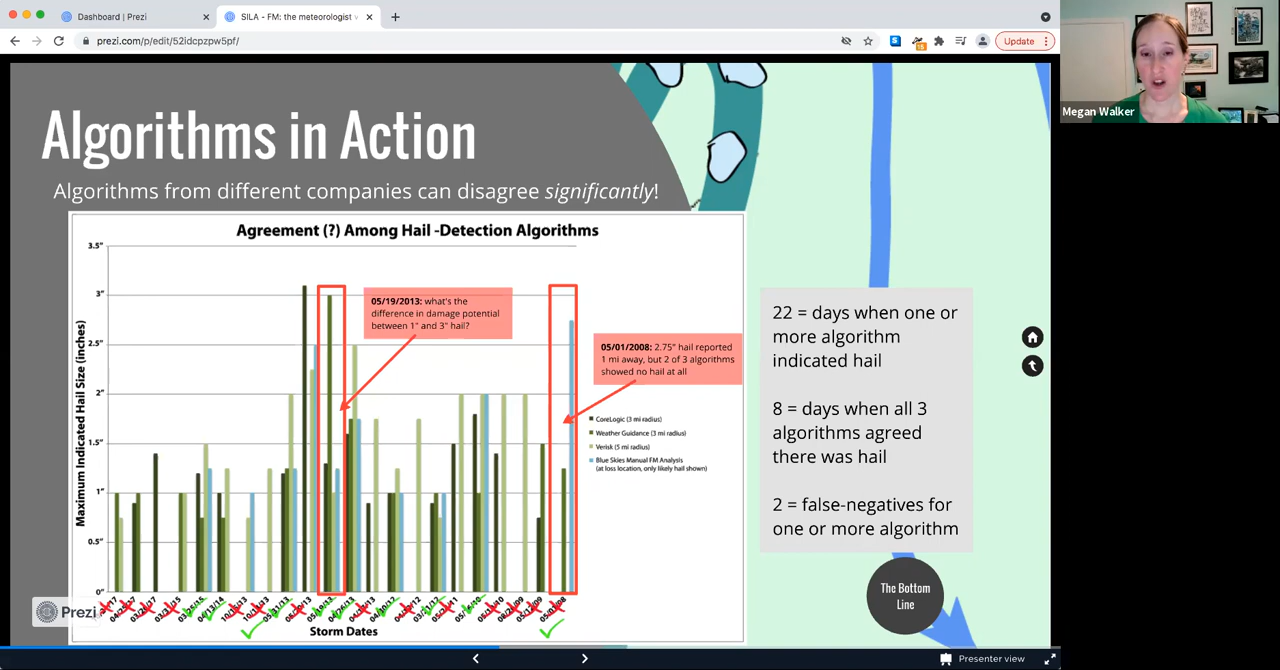 Dashboard | Prezi
SILA - FM: the meteorologist
prezi.com/p/edit/52idcpzpw5pf/
15
Update
Megan Walker
Algorithms in Action
Algorithms from different companies can disagree significantly!
Agreement (?) Among Hail -Detection Algorithms
Maximum Indicated Hail Size (inches)
3.5"
3"
2.5"
2"
1.5"
1"
0.5"
0"
05/19/2013: what's the
difference in damage potential
between 1" and 3" hail?
05/01/2008: 2.75" hail reported
1 mi away, but 2 of 3 algorithms
showed no hail at all
CoreLogic (3 mi radius)
Weather Guidance (3 mi radius)
Verisk (5 mi radius)
Blue Skies Manual FM Analysis
(at loss location, only likely hail shown)
Storm Dates
Prezi
22 = days when one or
more algorithm
indicated hail
8 = days when all 3
algorithms agreed
there was hail
2 = false-negatives for
one or more algorithm
The Bottom
Line
Presenter view